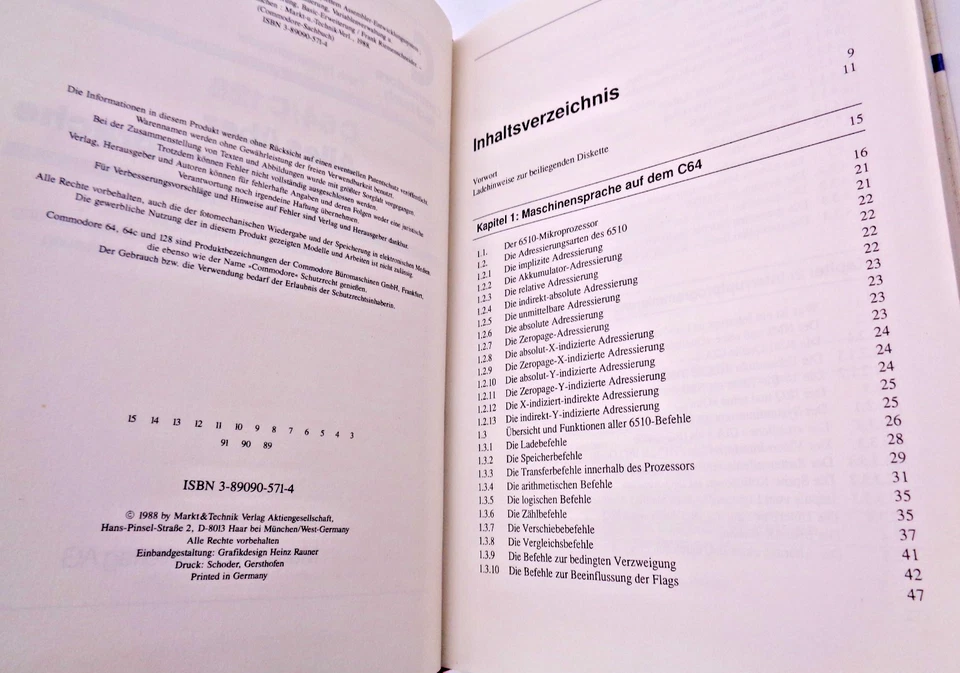 Assembler-Entwicklungssystem
Variablenverwaltung u.
Basic-Erweiterung / Frank Riemenschneider. –
Markt-u.-Technik-Verl., 1988
(Commodore-Sachbuch)
ISBN 3-89090-571-4
Die Informationen in diesem Produkt werden ohne Rücksicht auf einen eventuellen Patentschutz veröffentlicht.
Warennamen werden ohne Gewährleistung der freien Verwendbarkeit benutzt.
Bei der Zusammenstellung von Texten und Abbildungen wurde mit größter Sorgfalt vorgegangen.
Trotzdem können Fehler nicht vollständig ausgeschlossen werden.
Verlag, Herausgeber und Autoren können für fehlerhafte Angaben und deren Folgen weder eine juristische
Verantwortung noch irgendeine Haftung übernehmen.
Für Verbesserungsvorschläge und Hinweise auf Fehler sind Verlag und Herausgeber dankbar.
Alle Rechte vorbehalten, auch die der fotomechanischen Wiedergabe und der Speicherung in elektronischen Medien.
Die gewerbliche Nutzung der in diesem Produkt gezeigten Modelle und Arbeiten ist nicht zulässig.
Commodore 64, 64c und 128 sind Produktbezeichnungen der Commodore Büromaschinen GmbH, Frankfurt,
die ebenso wie der Name »Commodore« Schutzrecht genießen.
Der Gebrauch bzw. die Verwendung bedarf der Erlaubnis der Schutzrechtsinhaberin.
15 14 13 12 11 10 9 8 7 6 5 4 3
91 90 89
ISBN 3-89090-571-4
© 1988 by Markt&Technik Verlag Aktiengesellschaft,
Hans-Pinsel-Straße 2, D-8013 Haar bei München/West-Germany
Alle Rechte vorbehalten
Einbandgestaltung: Grafikdesign Heinz Rauner
Druck: Schoder, Gersthofen
Printed in Germany
Inhaltsverzeichnis
Vorwort 9
Ladehinweise zur beiliegenden Diskette 11
Kapitel 1: Maschinensprache auf dem C64 15
1.1. Der 6510-Mikroprozessor 16
1.2. Die Adressierungsarten des 6510 21
1.2.1 Die implizite Adressierung 21
1.2.2 Die Akkumulator-Adressierung 22
1.2.3 Die relative Adressierung 22
1.2.4 Die indirekt-absolute Adressierung 22
1.2.5 Die unmittelbare Adressierung 22
1.2.6 Die absolute Adressierung 23
1.2.7 Die Zeropage-Adressierung 23
1.2.8 Die absolut-X-indizierte Adressierung 23
1.2.9 Die Zeropage-X-indizierte Adressierung 23
1.2.10 Die absolut-Y-indizierte Adressierung 24
1.2.11 Die Zeropage-Y-indizierte Adressierung 24
1.2.12 Die X-indiziert-indirekte Adressierung 24
1.2.13 Die indirekt-Y-indizierte Adressierung 25
1.3 Übersicht und Funktionen aller 6510-Befehle 25
1.3.1 Die Ladebefehle 26
1.3.2 Die Speicherbefehle 28
1.3.3 Die Transferbefehle innerhalb des Prozessors 29
1.3.4 Die arithmetischen Befehle 31
1.3.5 Die logischen Befehle 35
1.3.6 Die Zählbefehle 35
1.3.7 Die Verschiebebefehle 37
1.3.8 Die Vergleichsbefehle 41
1.3.9 Die Befehle zur bedingten Verzweigung 42
1.3.10 Die Befehle zur Beeinflussung der Flags 47